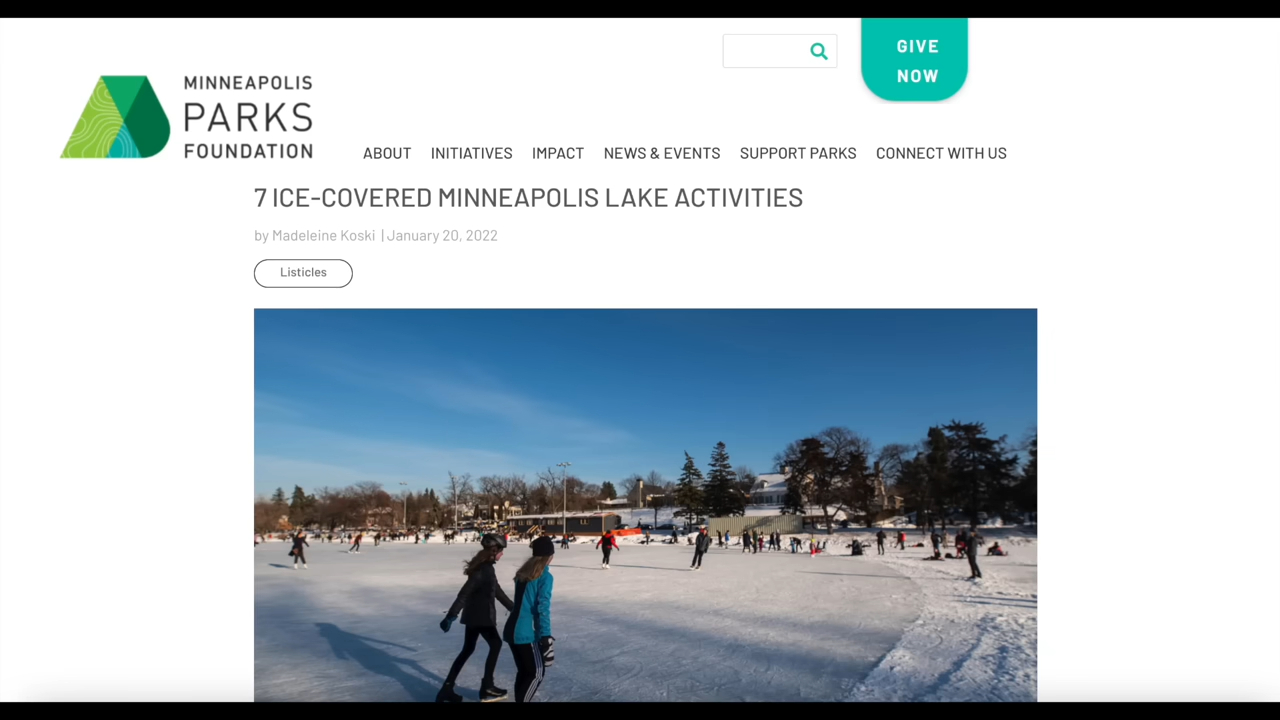 GIVE
NOW
MINNEAPOLIS
PARKS
FOUNDATION
ABOUT INITIATIVES IMPACT NEWS & EVENTS SUPPORT PARKS CONNECT WITH US
7 ICE-COVERED MINNEAPOLIS LAKE ACTIVITIES
by Madeleine Koski | January 20, 2022
Listicles